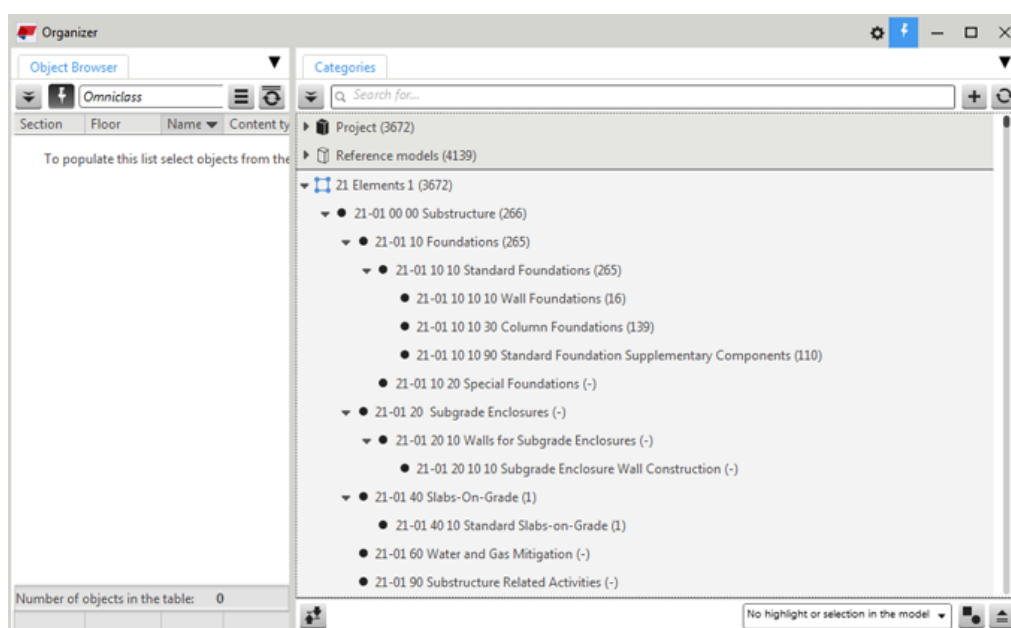 Organizer
Object Browser
Categories
Omniclass
Search for...
Section Floor Name Content ty
To populate this list select objects from the
Project (3672)
Reference models (4139)
21 Elements 1 (3672)
21-01 00 00 Substructure (266)
21-01 10 Foundations (265)
21-01 10 10 Standard Foundations (265)
21-01 10 10 10 Wall Foundations (16)
21-01 10 10 30 Column Foundations (139)
21-01 10 10 90 Standard Foundation Supplementary Components (110)
21-01 10 20 Special Foundations (-)
21-01 20 Subgrade Enclosures (-)
21-01 20 10 Walls for Subgrade Enclosures (-)
21-01 20 10 10 Subgrade Enclosure Wall Construction (-)
21-01 40 Slabs-On-Grade (1)
21-01 40 10 Standard Slabs-on-Grade (1)
21-01 60 Water and Gas Mitigation (-)
21-01 90 Substructure Related Activities (-)
Number of objects in the table: 0
No highlight or selection in the model